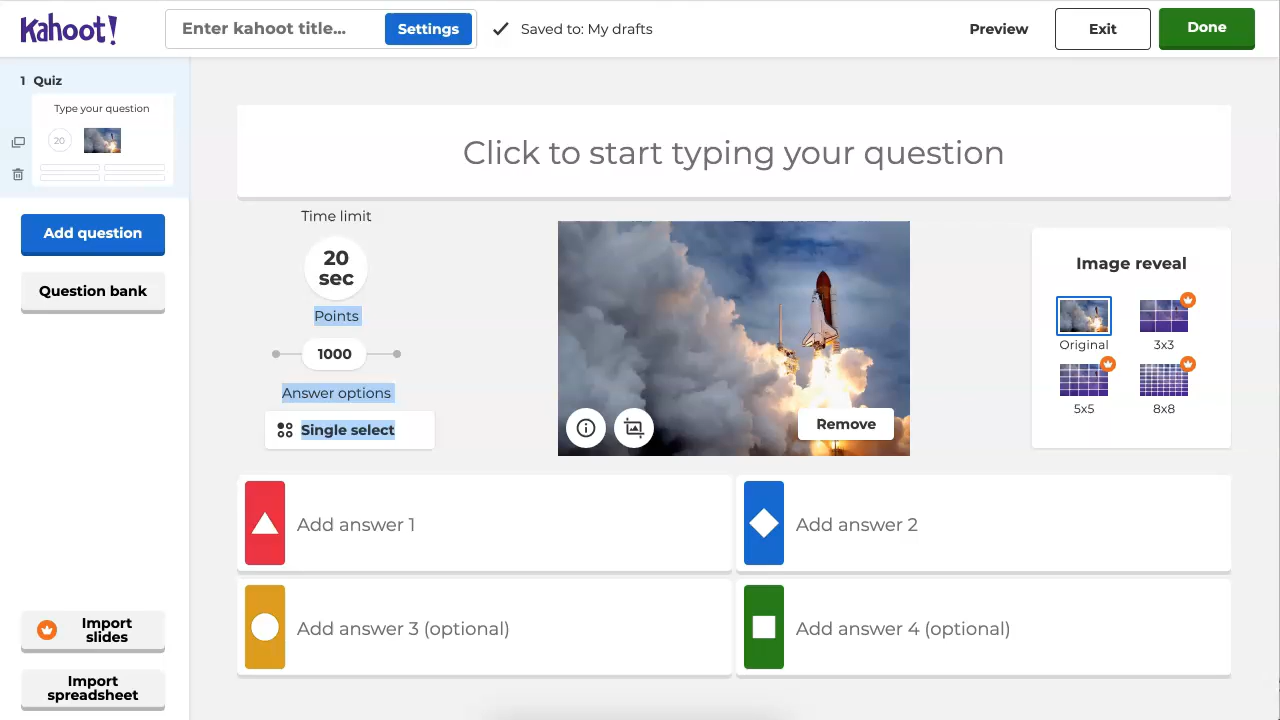 Kahoot!
Enter kahoot title...
Settings
Saved to: My drafts
Preview
Exit
Done
1 Quiz
Type your question
20
Add question
Question bank
Import
slides
Import
spreadsheet
Click to start typing your question
Time limit
20
sec
Points
1000
Answer options
Single select
Remove
Image reveal
Original
3x3
5x5
8x8
Add answer 1
Add answer 2
Add answer 3 (optional)
Add answer 4 (optional)